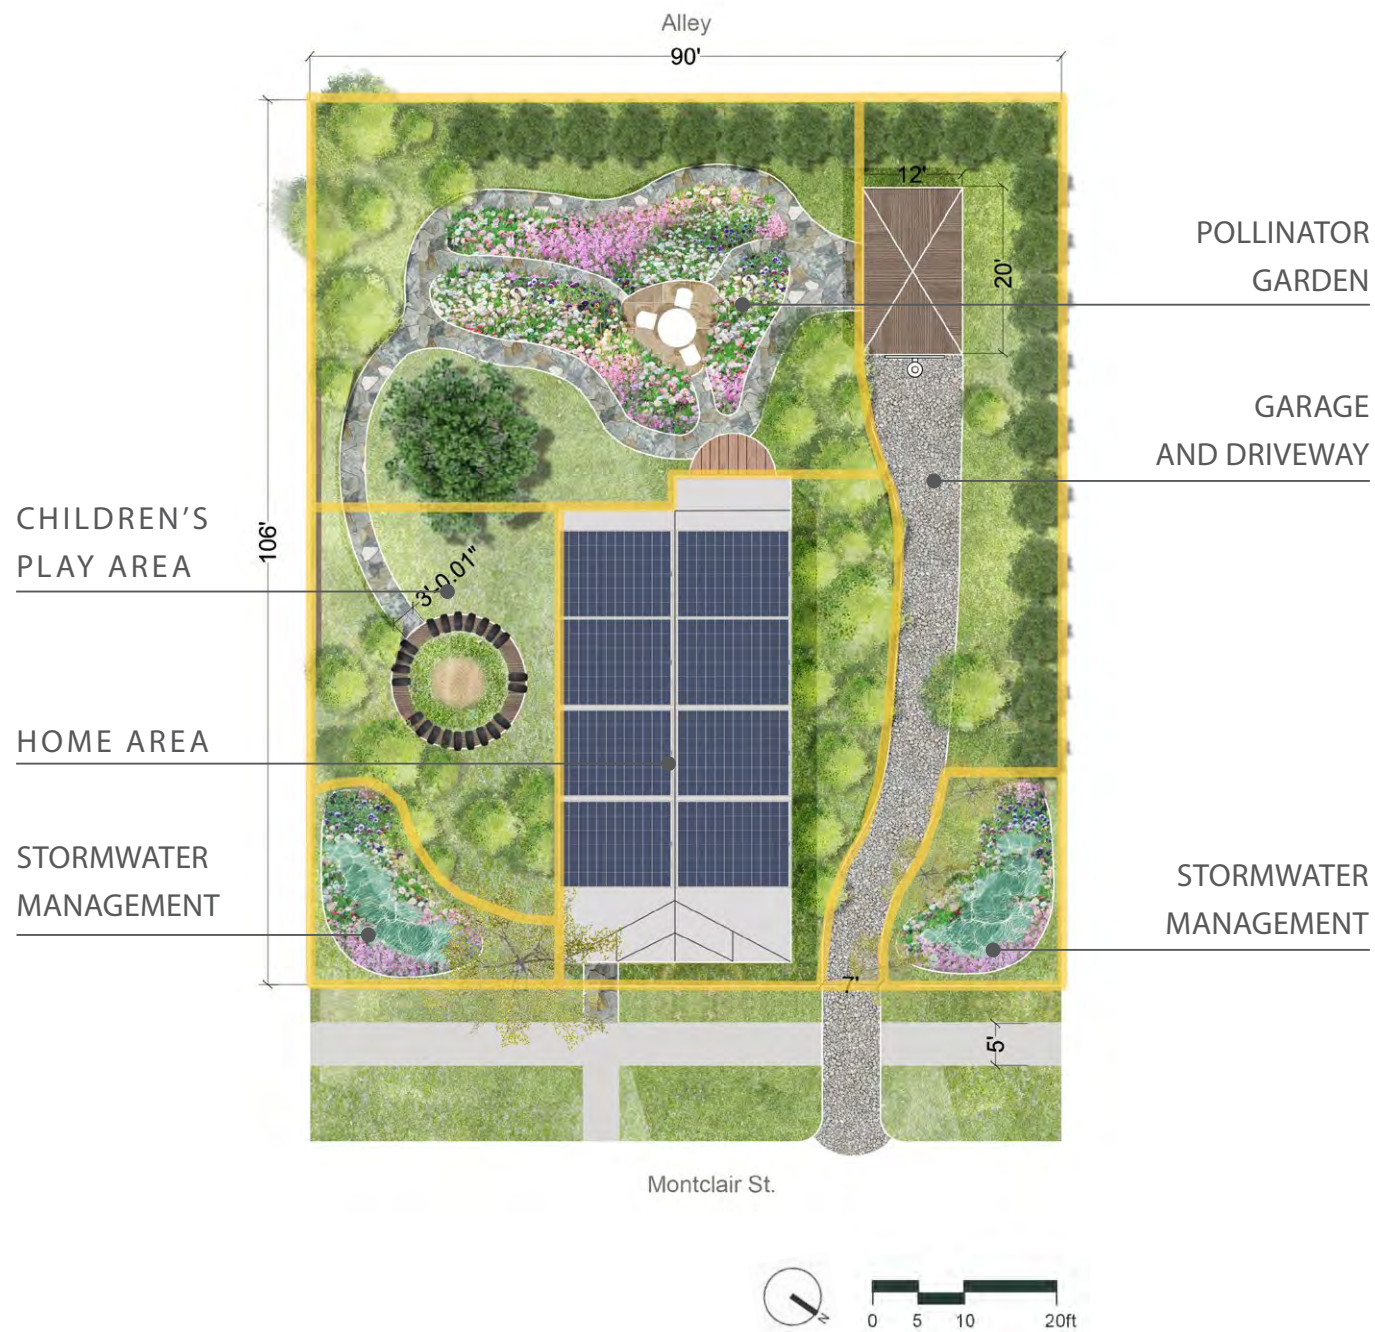 Alley
90'
12'
20'
POLLINATOR
GARDEN
GARAGE
AND DRIVEWAY
106'
CHILDREN'S
PLAY AREA
3'-0.01"
HOME AREA
STORMWATER
MANAGEMENT
STORMWATER
MANAGEMENT
7'
5'
Montclair St.
N
0 5 10 20ft